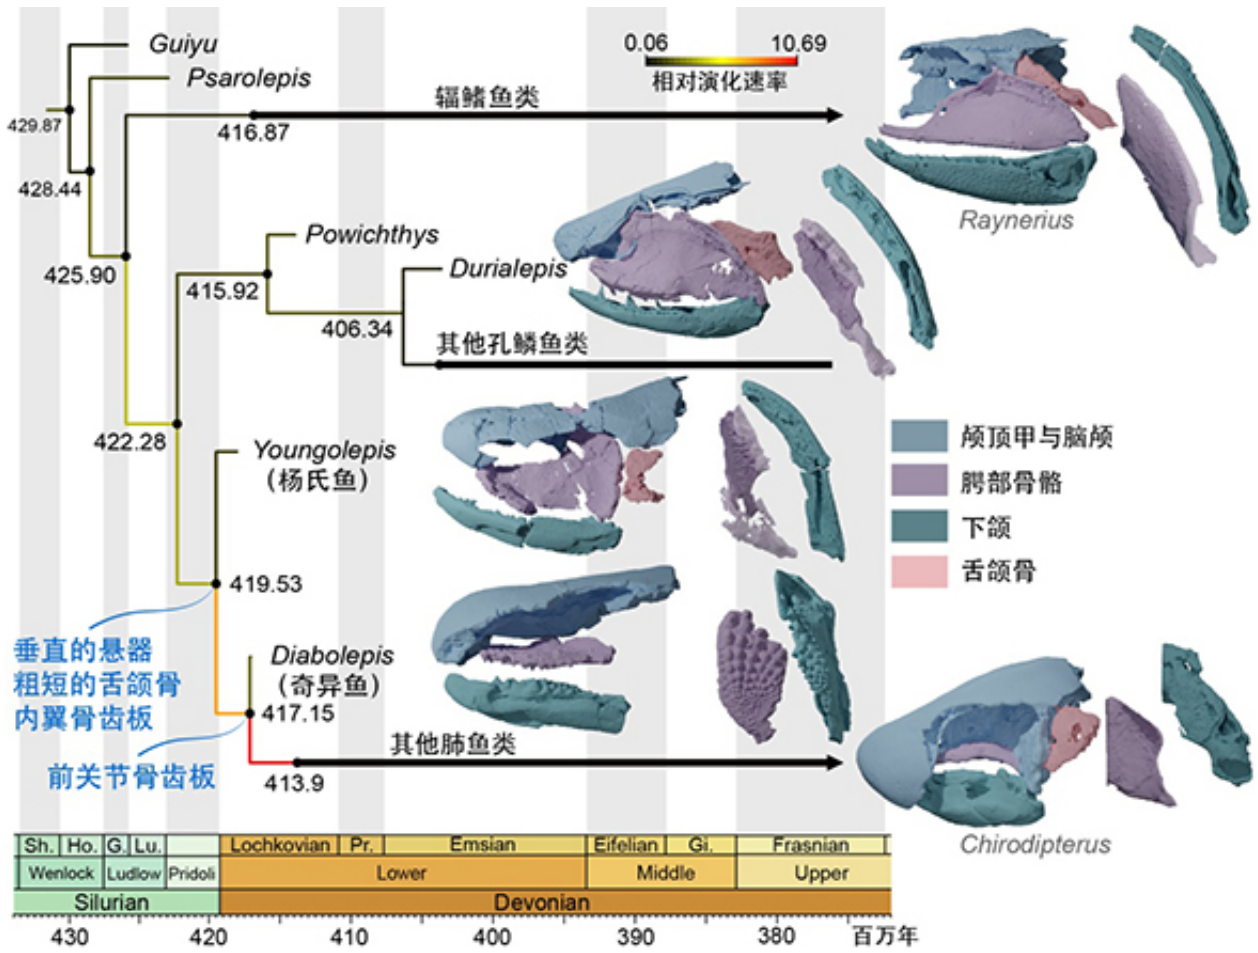 Guiyu
Psarolepis
0.06
10.69
相对演化速率
辐鳍鱼类
429.87
416.87
428.44
Raynerius
Powichthys
425.90
415.92
Durialepis
406.34
其他孔鳞鱼类
422.28
Youngolepis
(杨氏鱼)
颅顶甲与脑颅
腭部骨骼
下颌
舌颌骨
419.53
垂直的悬器
粗短的舌颌骨
内翼骨齿板
Diabolepis
(奇异鱼)
417.15
其他肺鱼类
前关节骨齿板
413.9
Chirodipterus
Sh. Ho. G. Lu. Lochkovian Pr. Emsian Eifelian Gi. Frasnian
Wenlock Ludlow Pridoli Lower Middle Upper
Silurian Devonian
430 420 410 400 390 380 百万年